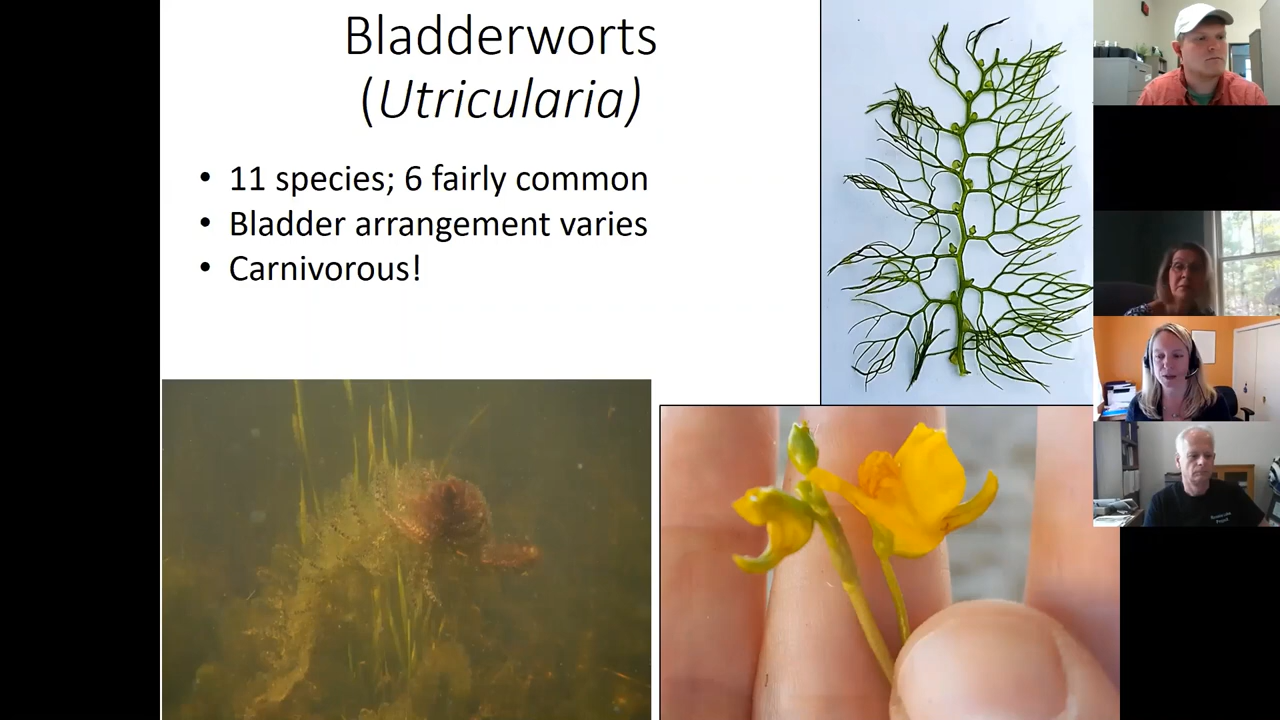 Bladderworts
(Utricularia)
• 11 species; 6 fairly common
• Bladder arrangement varies
• Carnivorous!